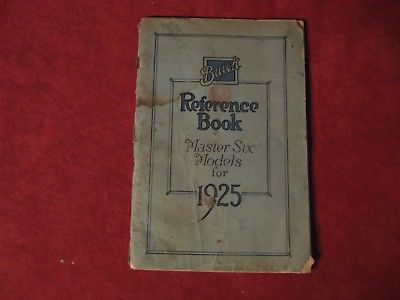 Buick
Reference
Book
Master Six
Models
for
1925